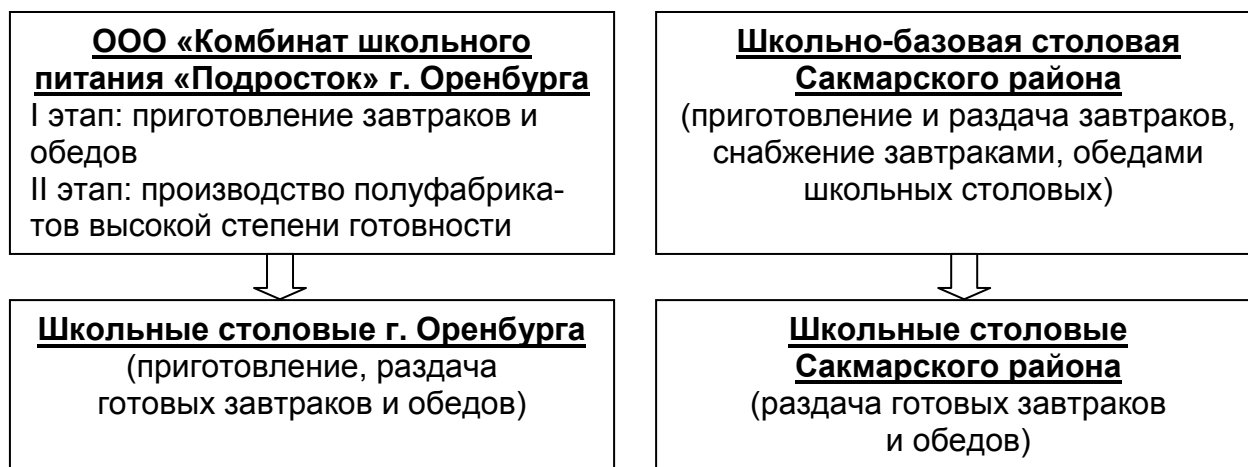 ООО «Комбинат школьного
питания «Подросток» г. Оренбурга
I этап: приготовление завтраков и
обедов
II этап: производство полуфабрика-
тов высокой степени готовности
Школьно-базовая столовая
Сакмарского района
(приготовление и раздача завтраков,
снабжение завтраками, обедами
школьных столовых)
Школьные столовые г. Оренбурга
(приготовление, раздача
готовых завтраков и обедов)
Школьные столовые
Сакмарского района
(раздача готовых завтраков
и обедов)